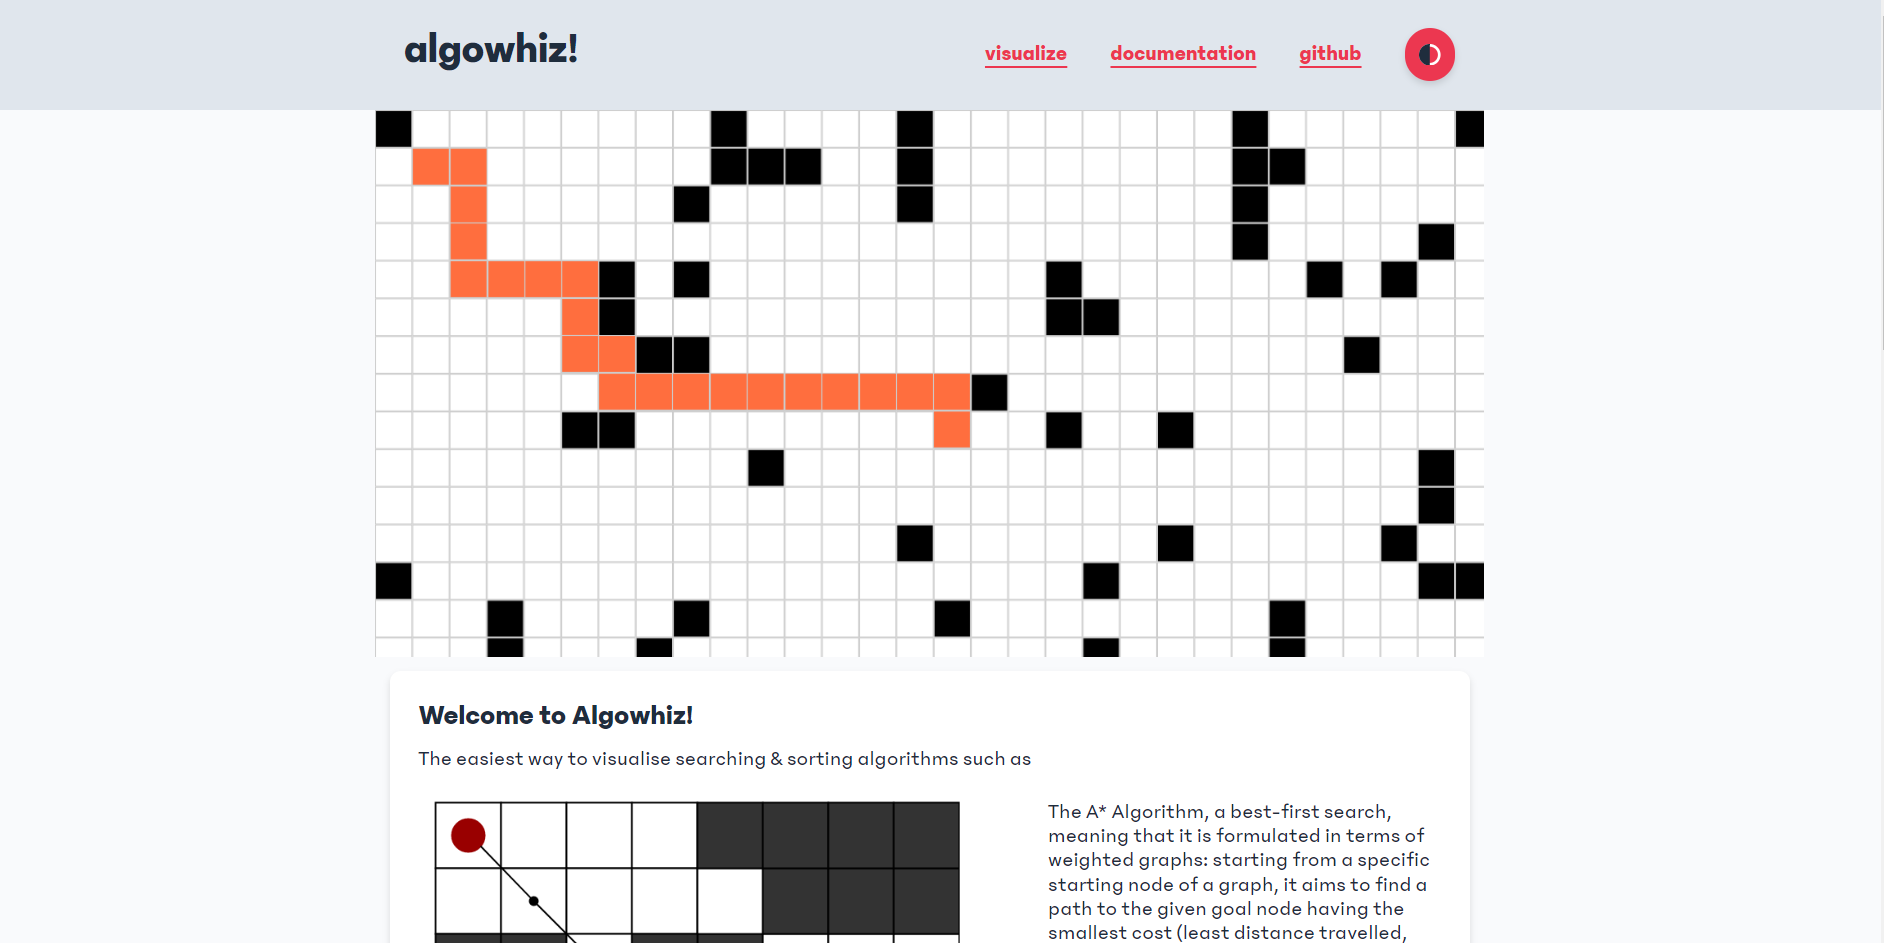 algowhiz!
visualize documentation github
Welcome to Algowhiz!
The easiest way to visualise searching & sorting algorithms such as
The A* Algorithm, a best-first search,
meaning that it is formulated in terms of
weighted graphs: starting from a specific
starting node of a graph, it aims to find a
path to the given goal node having the
smallest cost (least distance travelled,